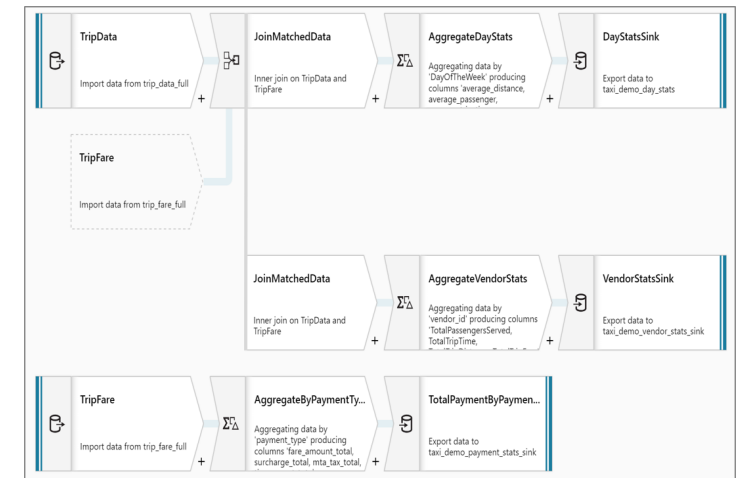 TripData
Import data from trip_data_full
+
JoinMatchedData
Inner join on TripData and
TripFare
+
AggregateDayStats
Aggregating data by
'DayOfTheWeek' producing
columns 'average_distance,
average_passenger,
+
DayStatsSink
Export data to
taxi_demo_day_stats
TripFare
Import data from trip_fare_full
JoinMatchedData
Inner join on TripData and
TripFare
+
AggregateVendorStats
Aggregating data by
'vendor_id' producing columns
'TotalPassengersServed,
TotalTripTime,
+
VendorStatsSink
Export data to
taxi_demo_vendor_stats_sink
TripFare
Import data from trip_fare_full
+
AggregateByPaymentTy...
Aggregating data by
'payment_type' producing
columns 'fare_amount_total,
surcharge_total, mta_tax_total,
+
TotalPaymentByPaymen...
Export data to
taxi_demo_payment_stats_sink